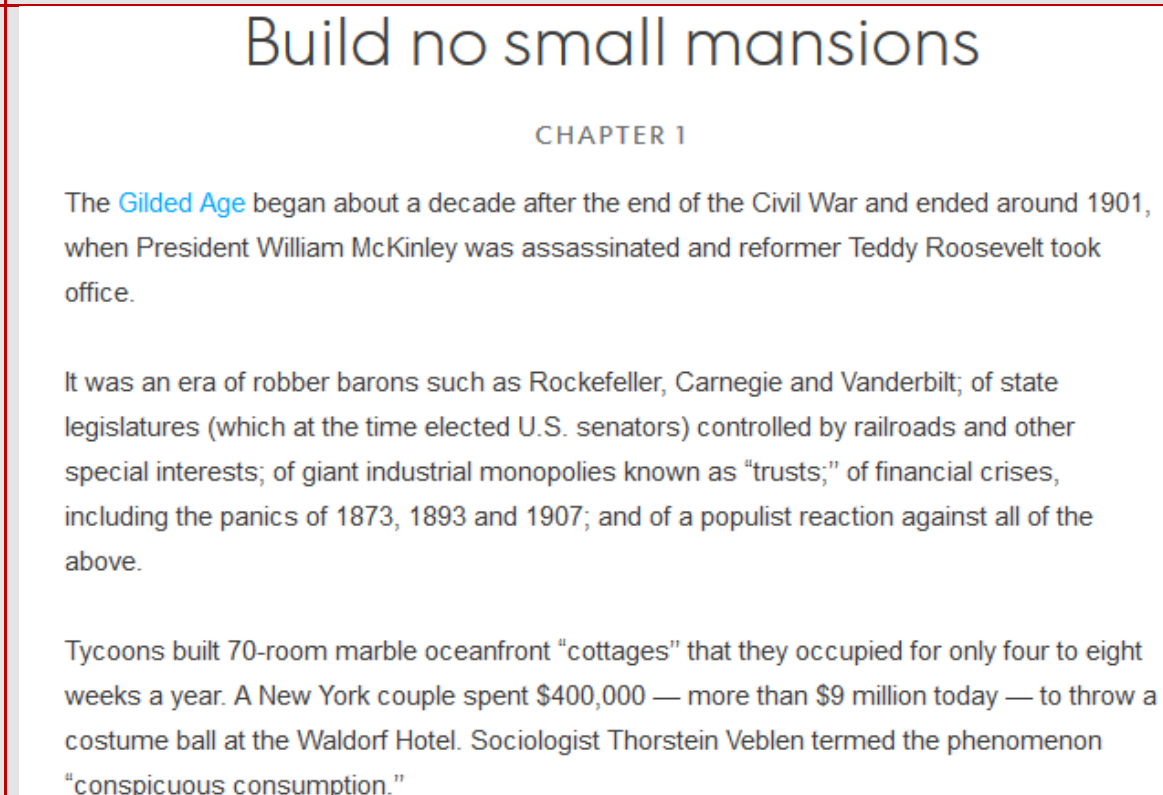 Build no small mansions
CHAPTER 1
The Gilded Age began about a decade after the end of the Civil War and ended around 1901,
when President William McKinley was assassinated and reformer Teddy Roosevelt took
office.
It was an era of robber barons such as Rockefeller, Carnegie and Vanderbilt; of state
legislatures (which at the time elected U.S. senators) controlled by railroads and other
special interests; of giant industrial monopolies known as “trusts;” of financial crises,
including the panics of 1873, 1893 and 1907; and of a populist reaction against all of the
above.
Tycoons built 70-room marble oceanfront “cottages” that they occupied for only four to eight
weeks a year. A New York couple spent $400,000 — more than $9 million today — to throw a
costume ball at the Waldorf Hotel. Sociologist Thorstein Veblen termed the phenomenon
“conspicuous consumption.”